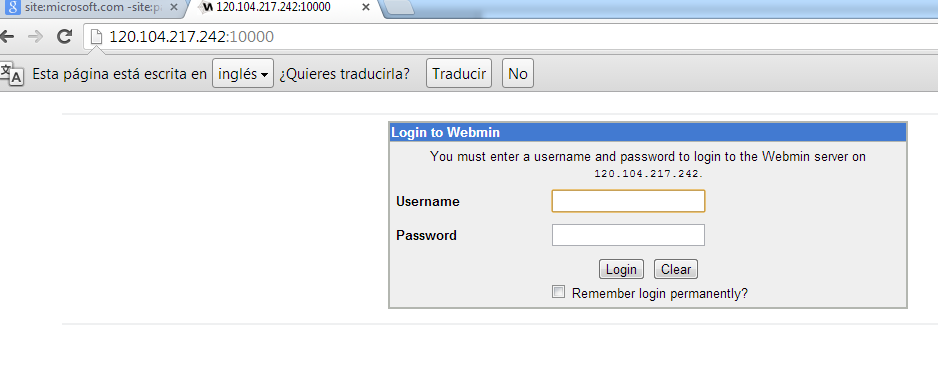 site:microsoft.com -site:p
120.104.217.242:10000
120.104.217.242:10000
Esta página está escrita en inglés ¿Quieres traducirla? Traducir No
Login to Webmin
You must enter a username and password to login to the Webmin server on
120.104.217.242.
Username
Password
Login Clear
Remember login permanently?